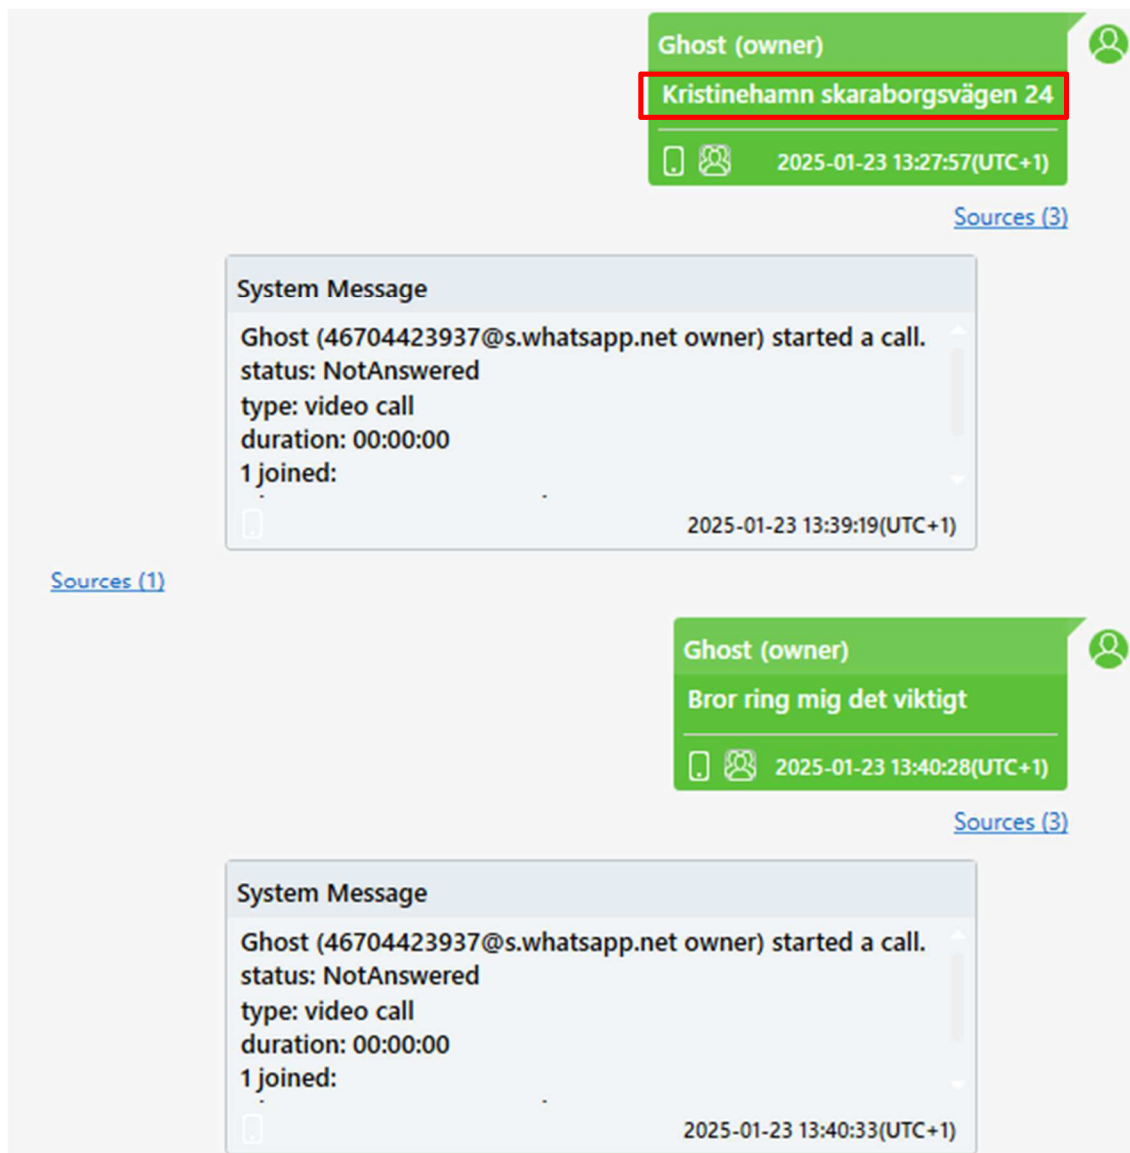 Ghost (owner)
Kristinehamn skaraborgsvägen 24
2025-01-23 13:27:57(UTC+1)
Sources (3)
System Message
Ghost (46704423937@s.whatsapp.net owner) started a call.
status: NotAnswered
type: video call
duration: 00:00:00
1 joined:
2025-01-23 13:39:19(UTC+1)
Sources (1)
Ghost (owner)
Bror ring mig det viktigt
2025-01-23 13:40:28(UTC+1)
Sources (3)
System Message
Ghost (46704423937@s.whatsapp.net owner) started a call.
status: NotAnswered
type: video call
duration: 00:00:00
1 joined:
2025-01-23 13:40:33(UTC+1)